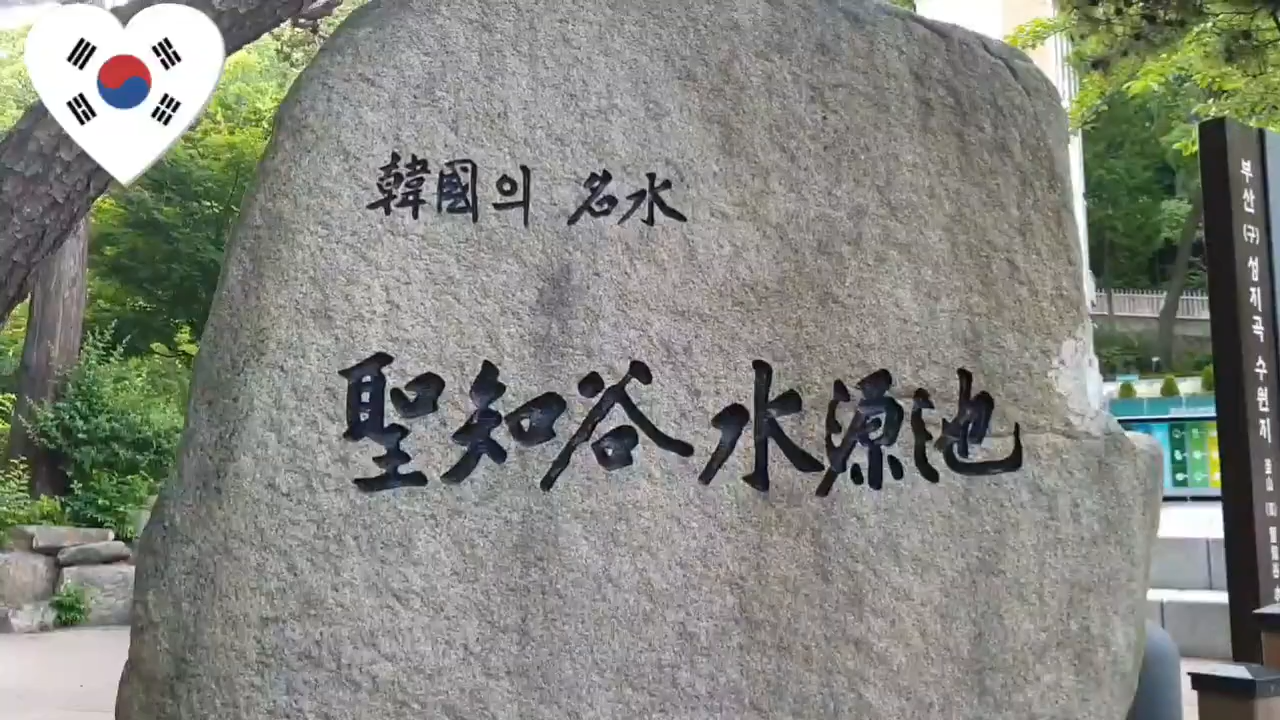 韓國의 名水
聖知谷 水源池
부산 (구) 성지곡 수원지